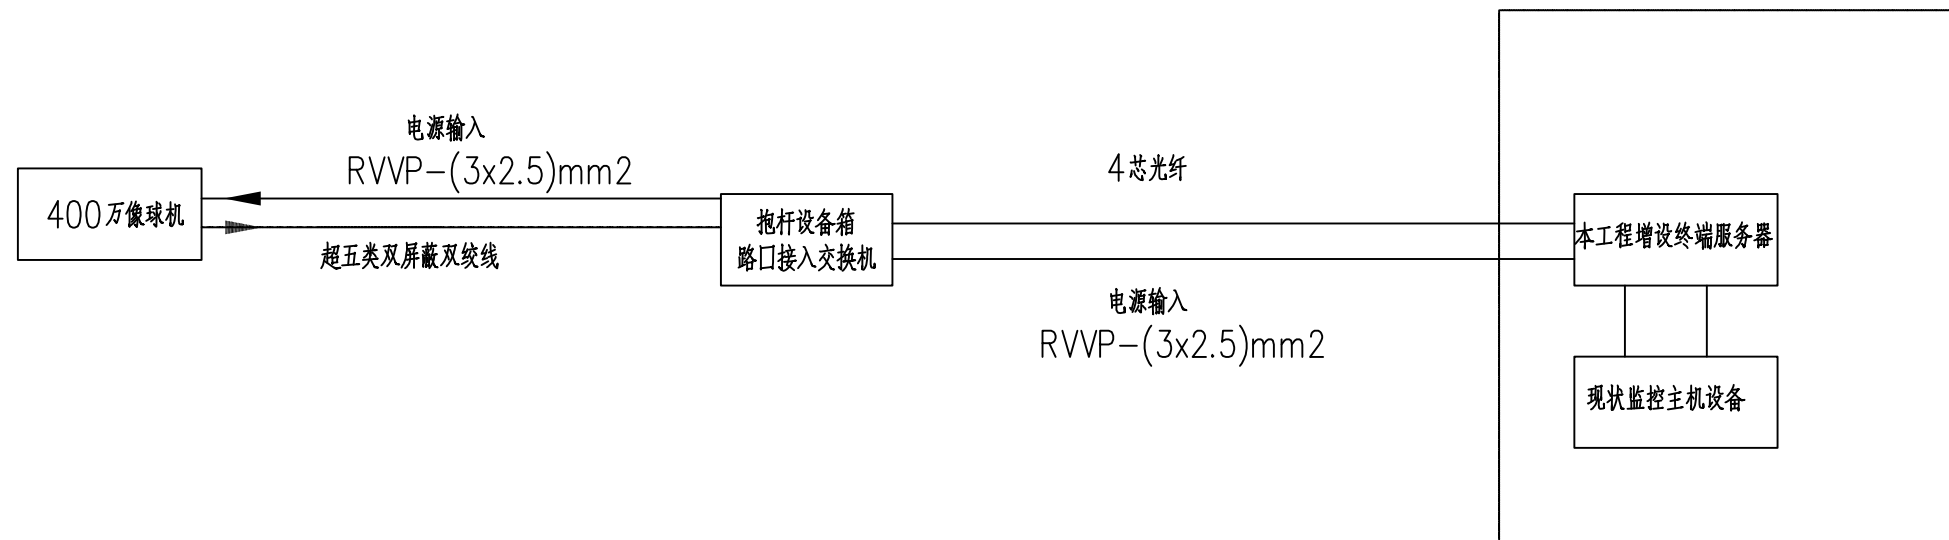 电源输入
RVVP-(3x2.5)mm2
400万像球机
超五类双屏蔽双绞线
抱杆设备箱
路口接入交换机
4芯光纤
电源输入
RVVP-(3x2.5)mm2
本工程增设终端服务器
现状监控主机设备